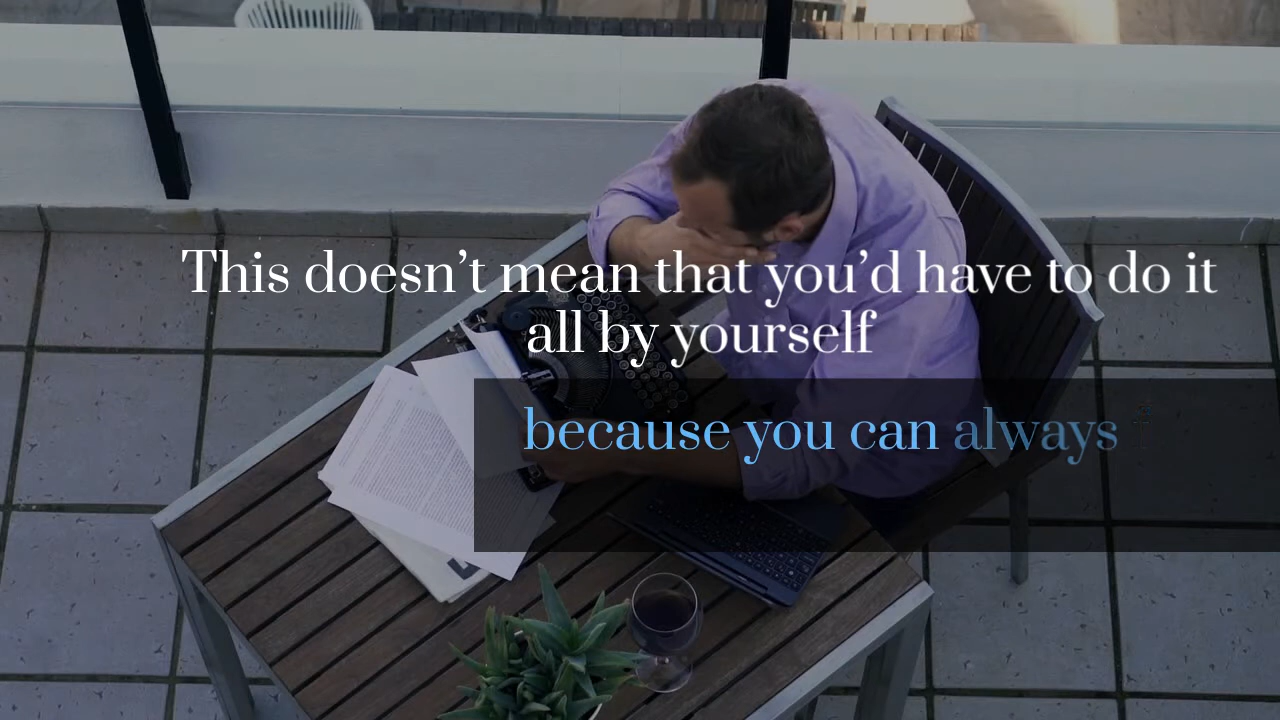 This doesn’t mean that you’d have to do it
all by yourself
because you can always